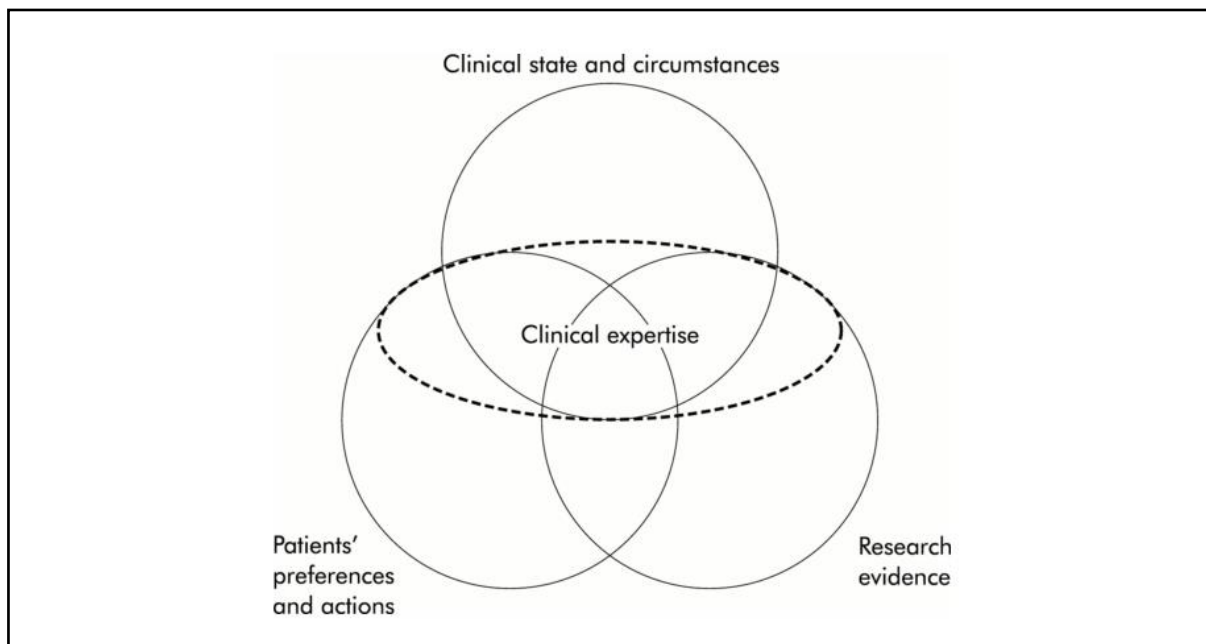 Clinical state and circumstances
Clinical expertise
Patients’
preferences
and actions
Research
evidence